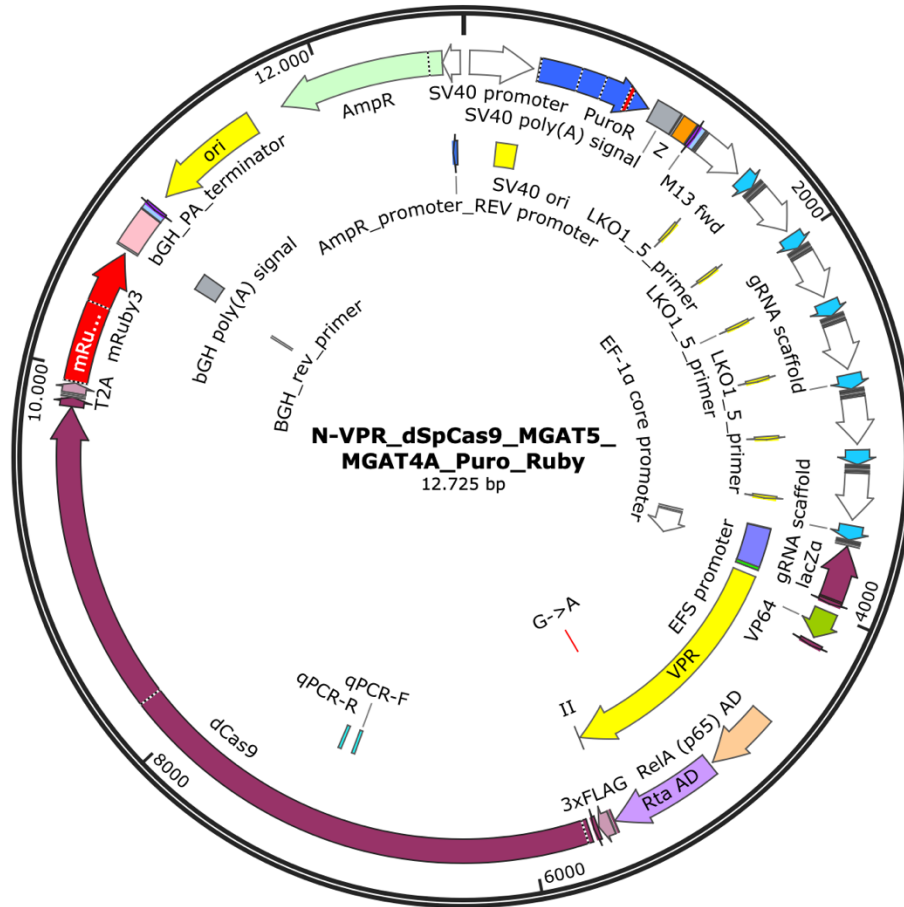 12.000
AmpR
SV40 promoter
PuroR
SV40 poly(A) signal
Z
M13 fwd
2000
ori
bGH_PA_terminator
SV40 ori
AmpR_promoter_REV promoter
LKO1_5_primer
LKO1_5_primer
LKO1_5_primer
gRNA scaffold
bGH poly(A) signal
BGH_rev_primer
mRu...
mRuby3
T2A
10.000
EF-1α core promoter
N-VPR_dSpCas9_MGAT5_
MGAT4A_Puro_Ruby
12.725 bp
gRNA scaffold
lacZα
4000
EFS promoter
VP64
G->A
VPR
II
qPCR-R
qPCR-F
dCas9
8000
3xFLAG
RelA (p65) AD
Rta AD
6000